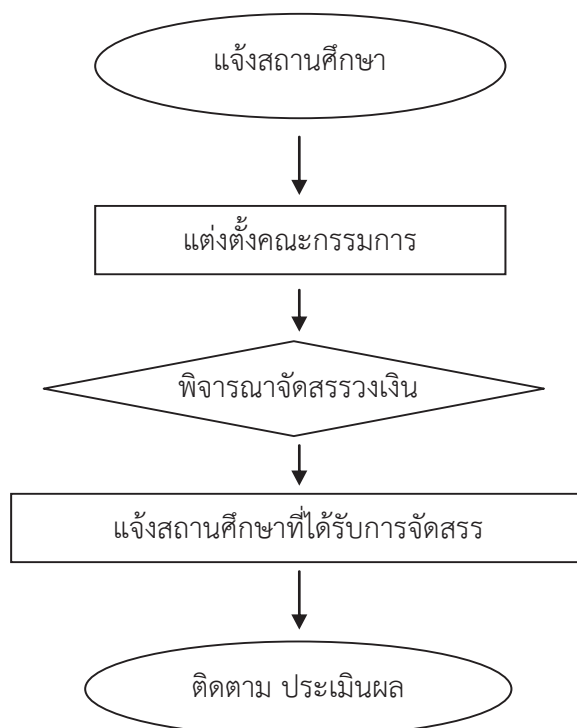 แจ้งสถานศึกษา
แต่งตั้งคณะกรรมการ
พิจารณาจัดสรรวงเงิน
แจ้งสถานศึกษาที่ได้รับการจัดสรร
ติดตาม ประเมินผล